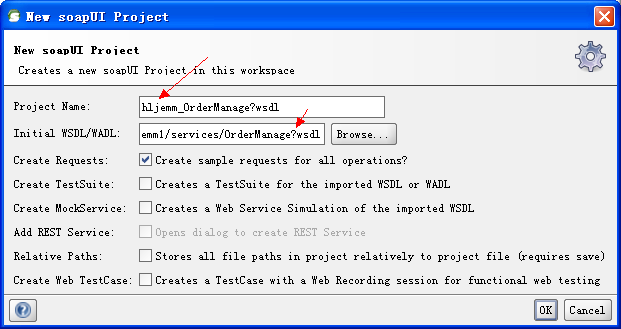 New soapUI Project
New soapUI Project
Creates a new soapUI Project in this workspace
Project Name: hljemm_OrderManage?wsdl
Initial WSDL/WADL: emm1/services/OrderManage?wsdl Browse...
Create Requests: Create sample requests for all operations?
Create TestSuite: Creates a TestSuite for the imported WSDL or WADL
Create MockService: Creates a Web Service Simulation of the imported WSDL
Add REST Service: Opens dialog to create REST Service
Relative Paths: Stores all file paths in project relatively to project file (requires save)
Create Web TestCase: Creates a TestCase with a Web Recording session for functional web testing
? OK Cancel